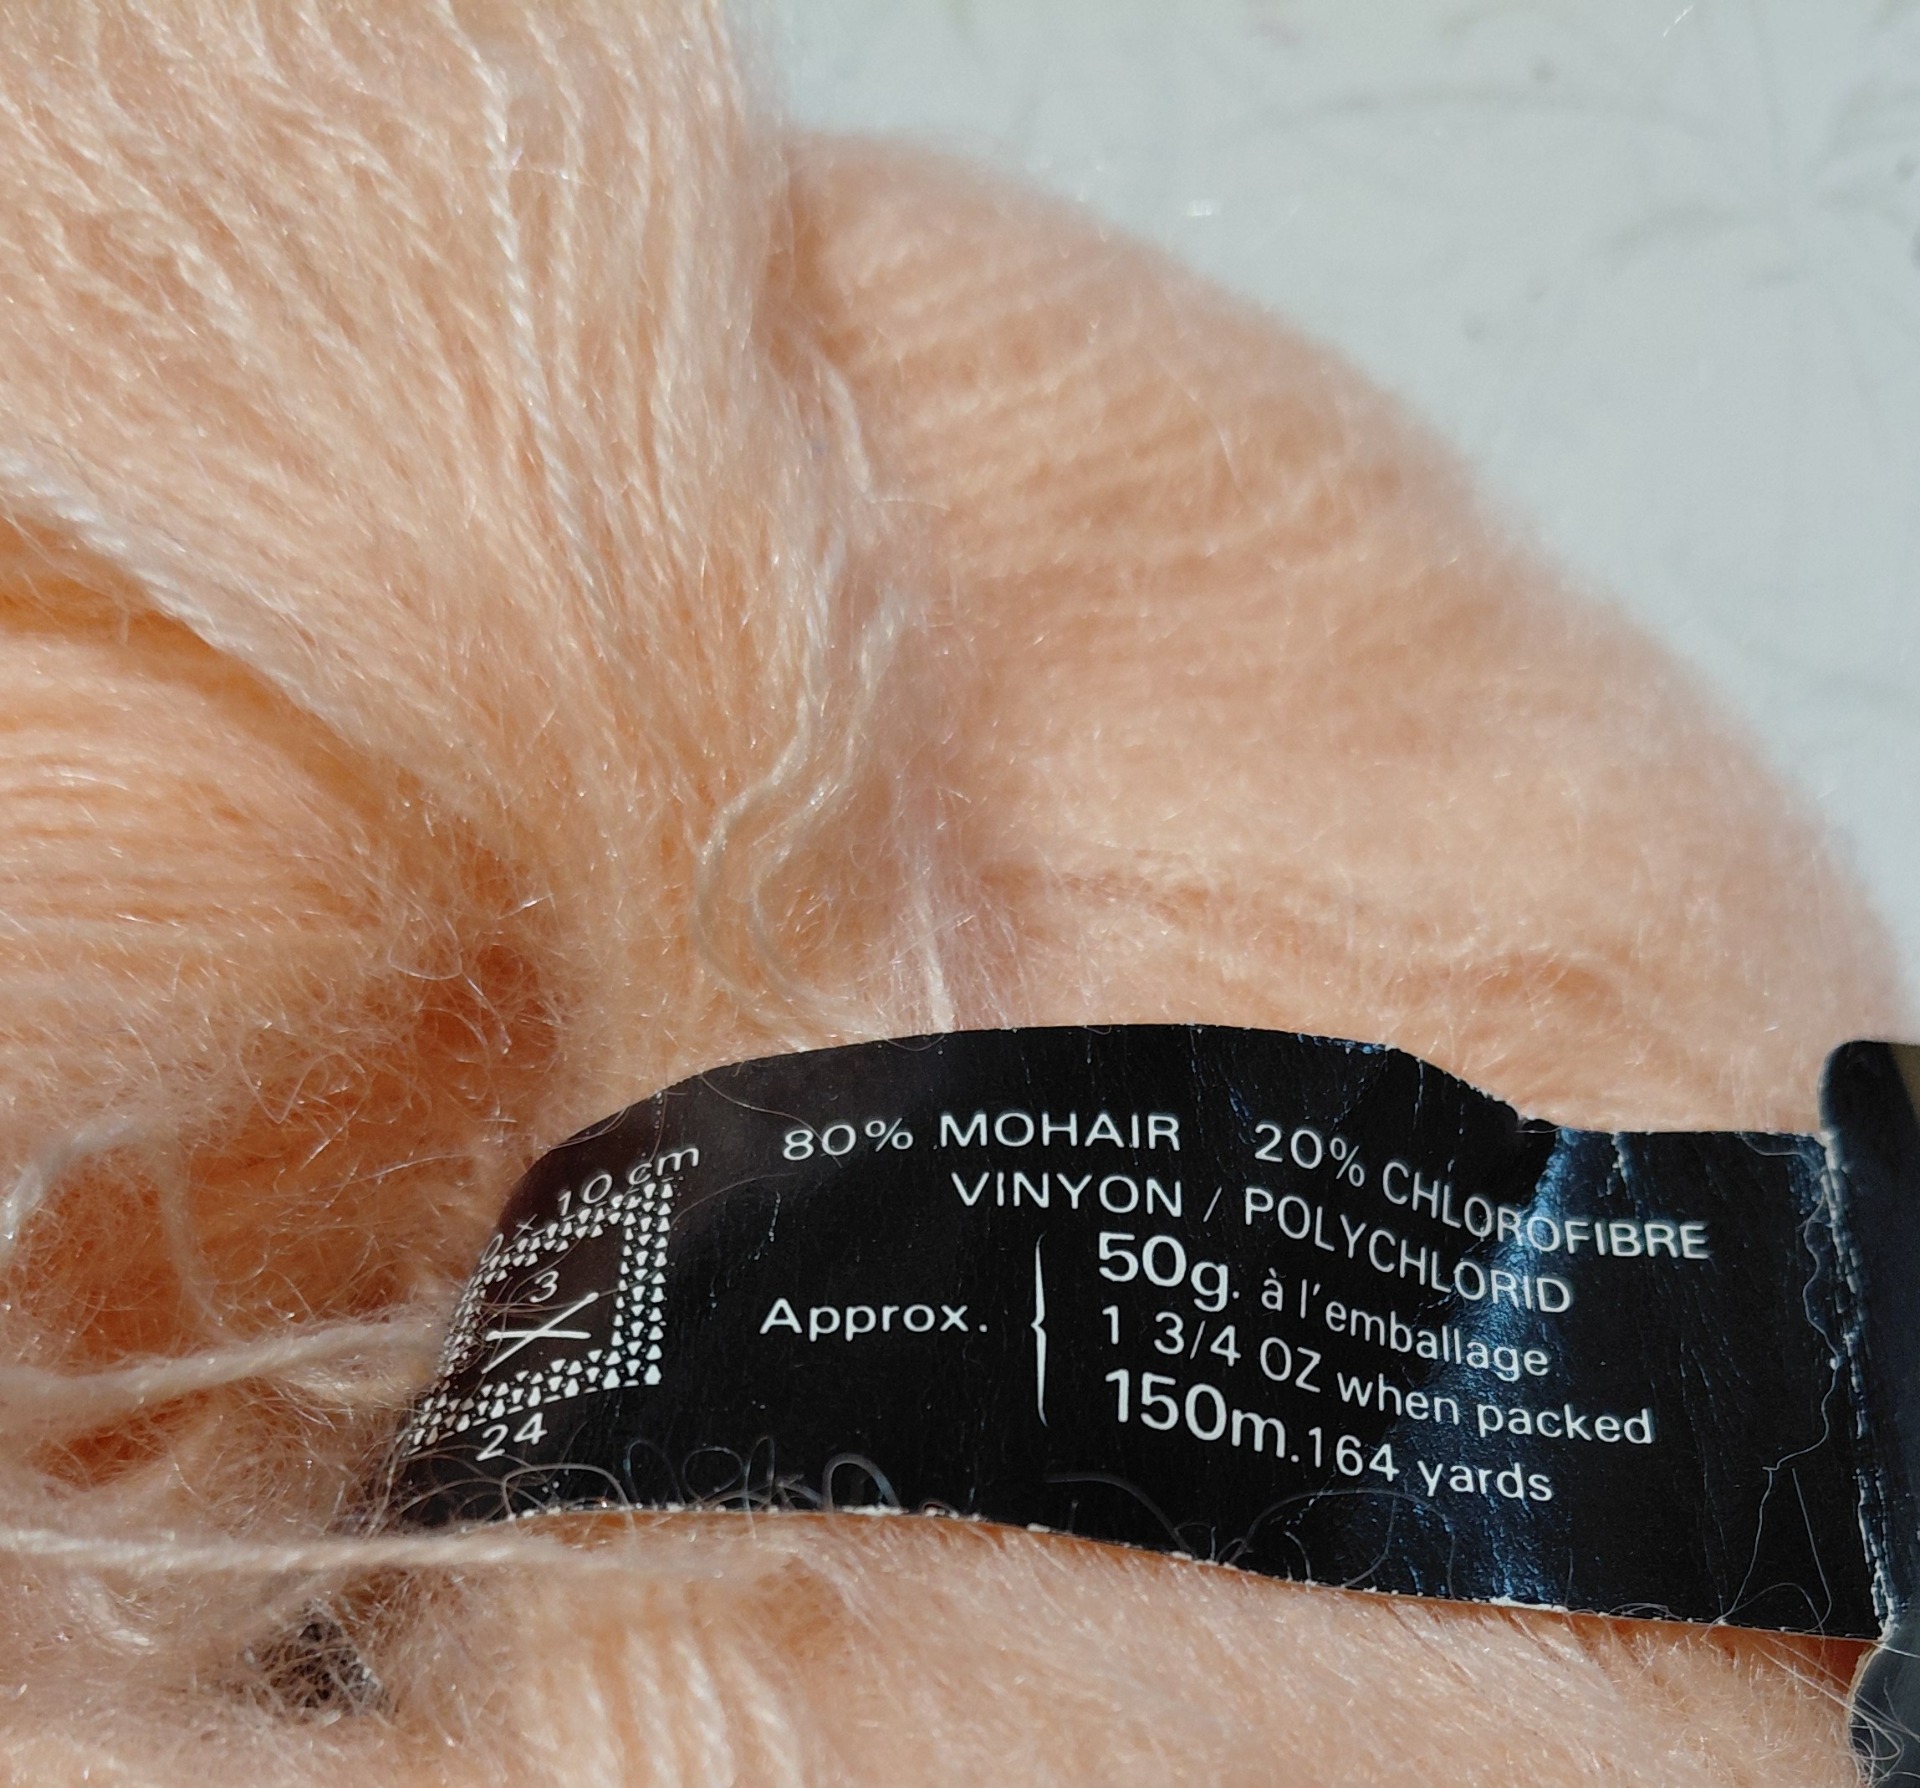 80% MOHAIR 20% CHLOROFIBRE
VINYON / POLYCHLORID
Approx.
50g. à l'emballage
1 3/4 OZ when packed
150m. 164 yards
0 x 10 cm
3
24